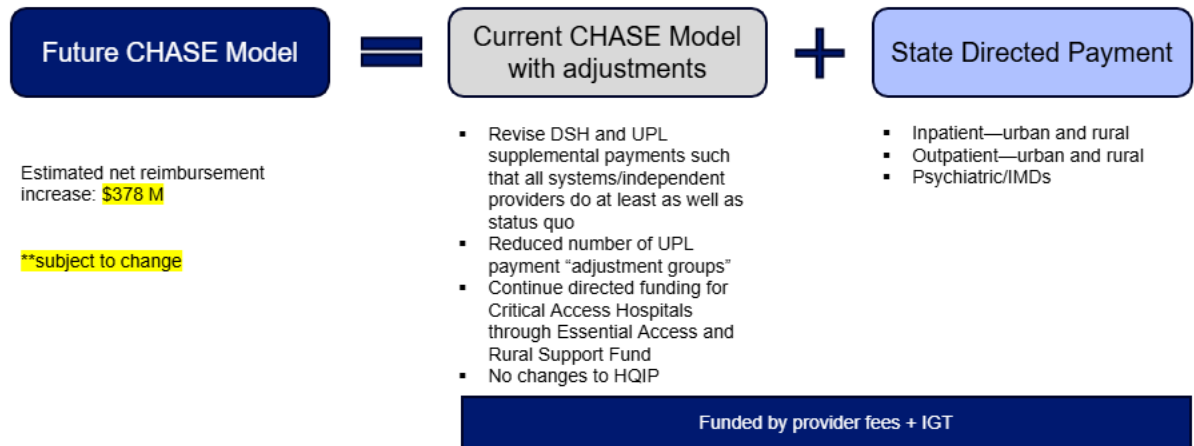 Future CHASE Model
=
Current CHASE Model
with adjustments
+
State Directed Payment
Estimated net reimbursement
increase: $378 M
**subject to change
▪ Revise DSH and UPL
supplemental payments such
that all systems/independent
providers do at least as well as
status quo
▪ Reduced number of UPL
payment “adjustment groups”
▪ Continue directed funding for
Critical Access Hospitals
through Essential Access and
Rural Support Fund
▪ No changes to HQIP
▪ Inpatient—urban and rural
▪ Outpatient—urban and rural
▪ Psychiatric/IMDs
Funded by provider fees + IGT